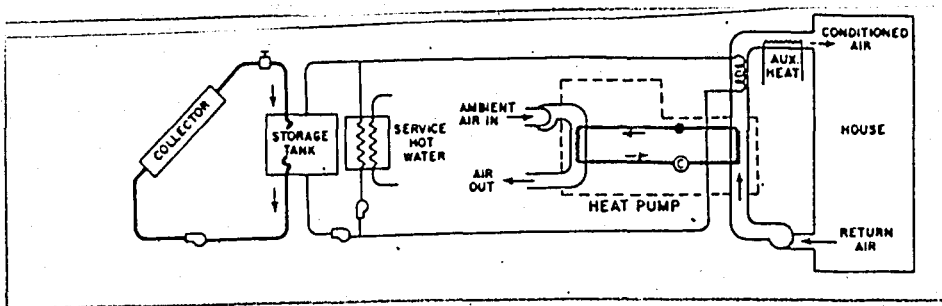 COLLECTOR
STORAGE
TANK
SERVICE
HOT
WATER
AMBIENT
AIR IN
AIR
OUT
HEAT PUMP
C
AUX.
HEAT
CONDITIONED
AIR
HOUSE
RETURN
AIR